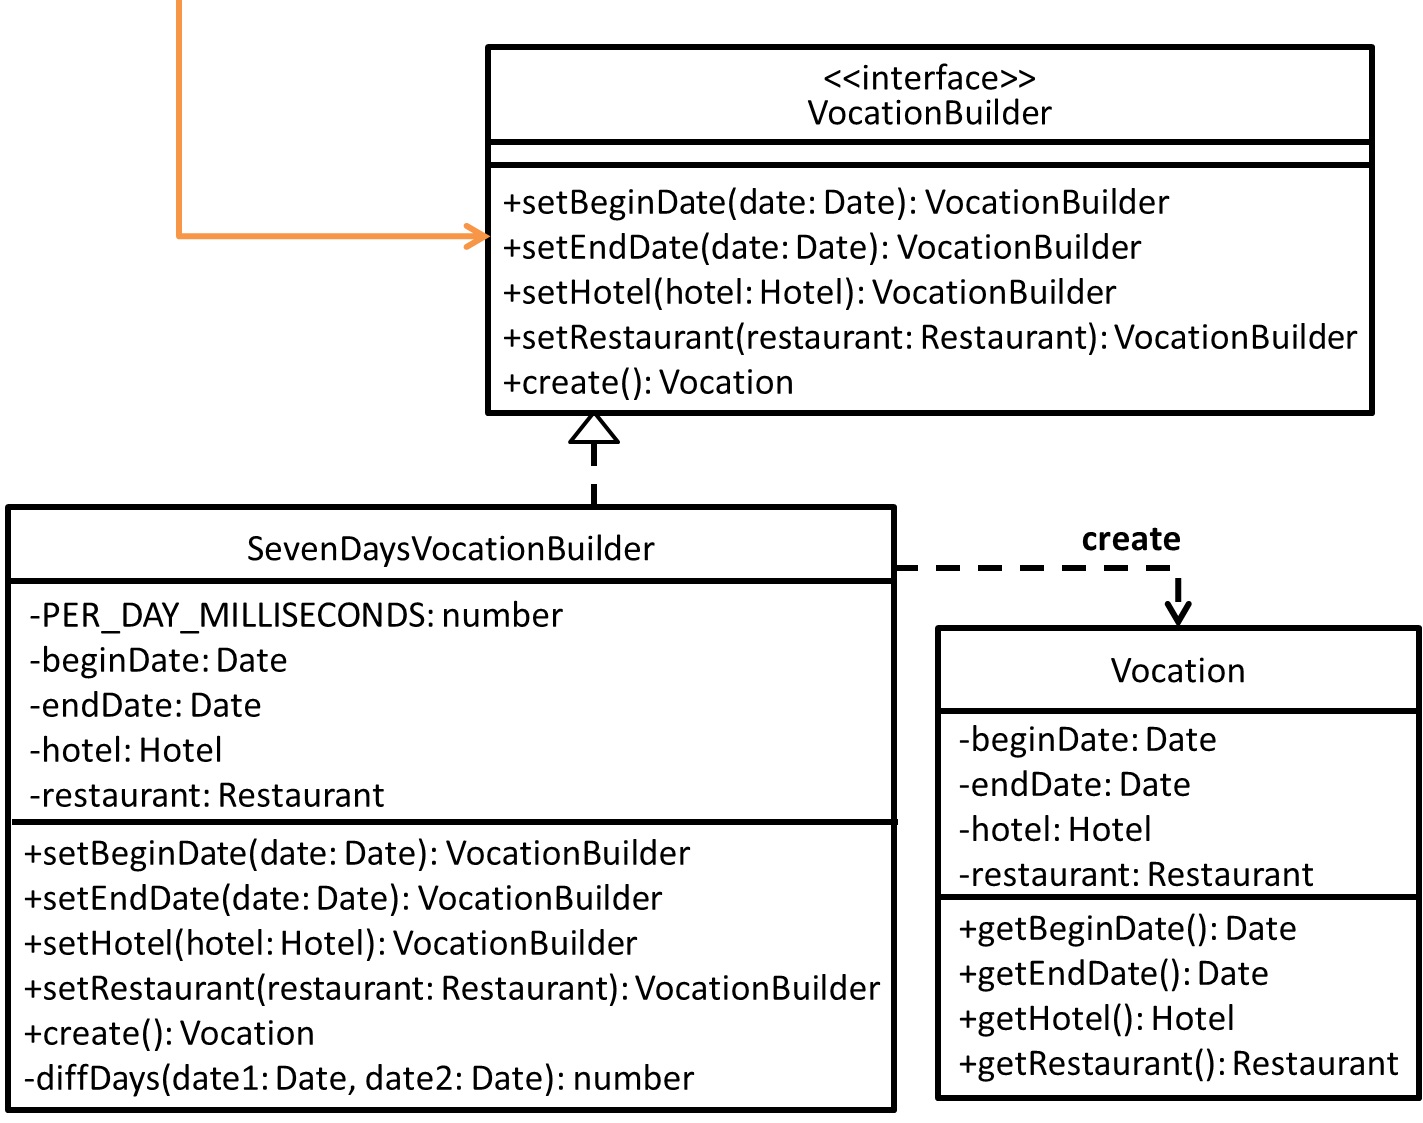 <<interface>>
VocationBuilder
+setBeginDate(date: Date): VocationBuilder
+setEndDate(date: Date): VocationBuilder
+setHotel(hotel: Hotel): VocationBuilder
+setRestaurant(restaurant: Restaurant): VocationBuilder
+create(): Vocation
SevenDaysVocationBuilder
-PER_DAY_MILLISECONDS: number
-beginDate: Date
-endDate: Date
-hotel: Hotel
-restaurant: Restaurant
+setBeginDate(date: Date): VocationBuilder
+setEndDate(date: Date): VocationBuilder
+setHotel(hotel: Hotel): VocationBuilder
+setRestaurant(restaurant: Restaurant): VocationBuilder
+create(): Vocation
-diffDays(date1: Date, date2: Date): number
create
Vocation
-beginDate: Date
-endDate: Date
-hotel: Hotel
-restaurant: Restaurant
+getBeginDate(): Date
+getEndDate(): Date
+getHotel(): Hotel
+getRestaurant(): Restaurant